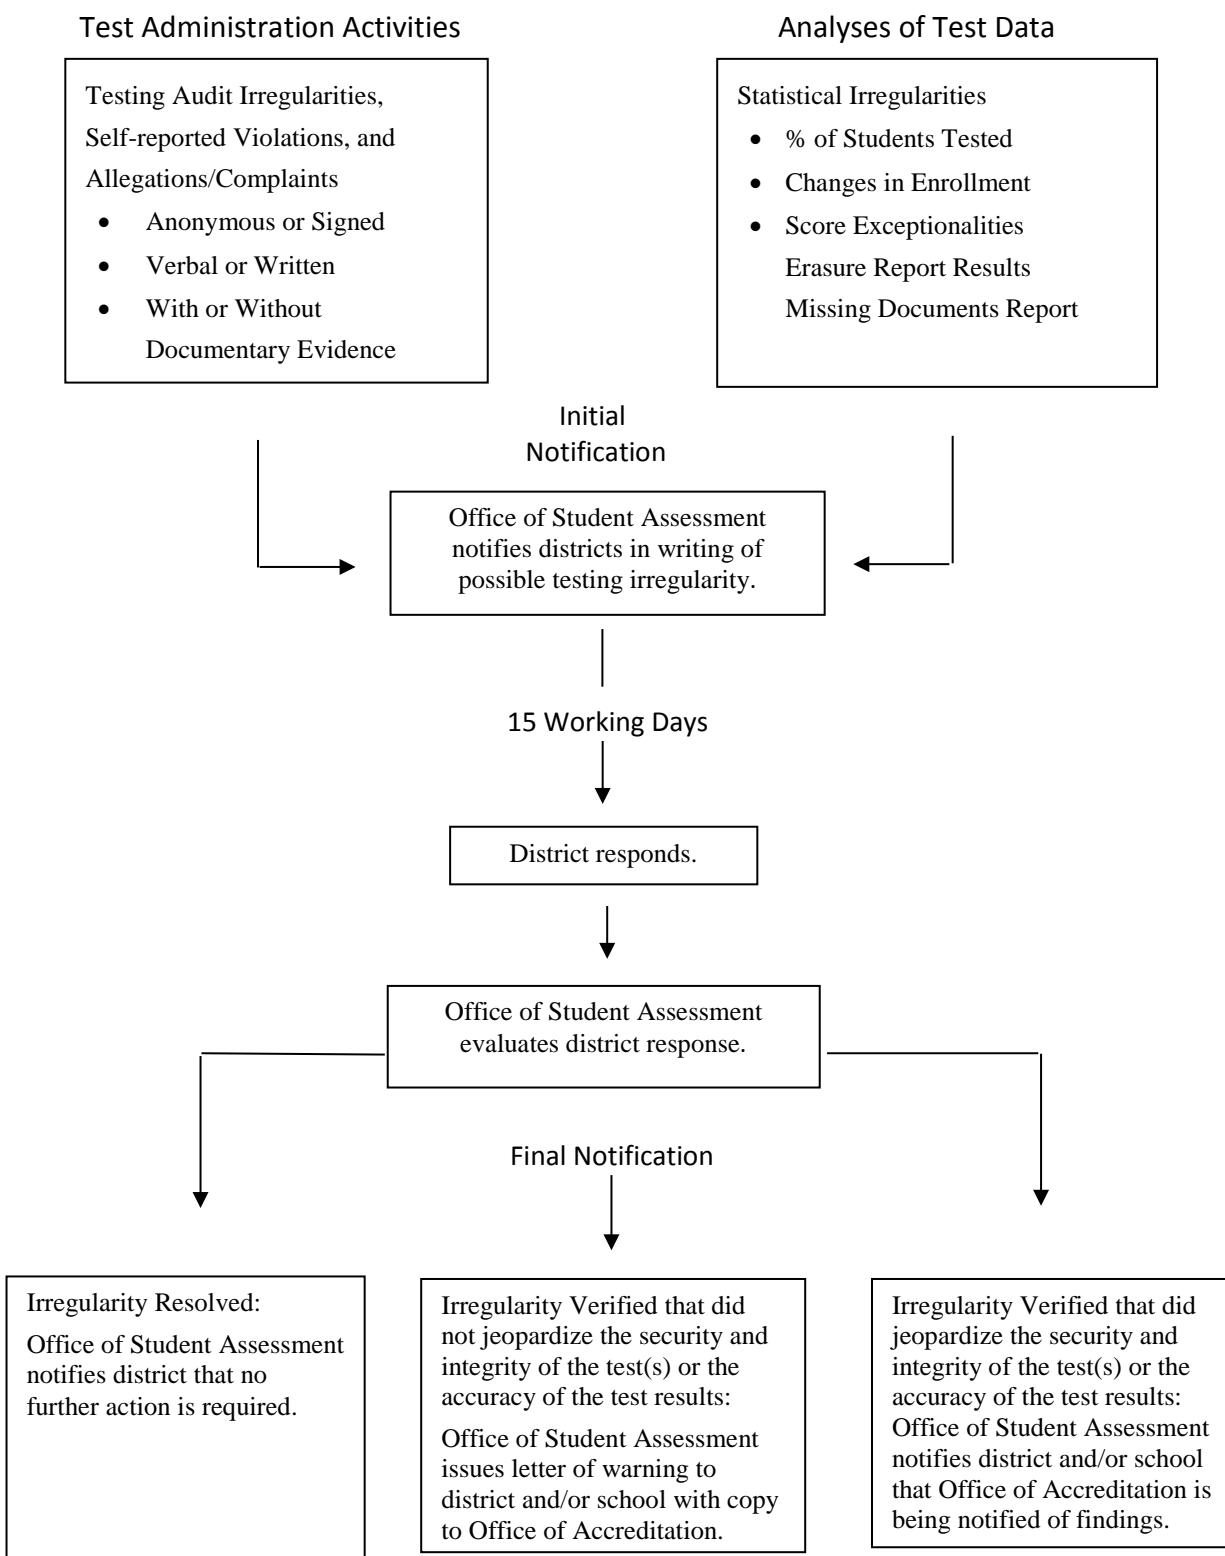 Test Administration Activities
Analyses of Test Data
Testing Audit Irregularities,
Self-reported Violations, and
Allegations/Complaints
• Anonymous or Signed
• Verbal or Written
• With or Without
Documentary Evidence
Statistical Irregularities
• % of Students Tested
• Changes in Enrollment
• Score Exceptionalities
Erasure Report Results
Missing Documents Report
Initial
Notification
Office of Student Assessment
notifies districts in writing of
possible testing irregularity.
15 Working Days
District responds.
Office of Student Assessment
evaluates district response.
Final Notification
Irregularity Resolved:
Office of Student Assessment
notifies district that no
further action is required.
Irregularity Verified that did
not jeopardize the security and
integrity of the test(s) or the
accuracy of the test results:
Office of Student Assessment
issues letter of warning to
district and/or school with copy
to Office of Accreditation.
Irregularity Verified that did
jeopardize the security and
integrity of the test(s) or the
accuracy of the test results:
Office of Student Assessment
notifies district and/or school
that Office of Accreditation is
being notified of findings.